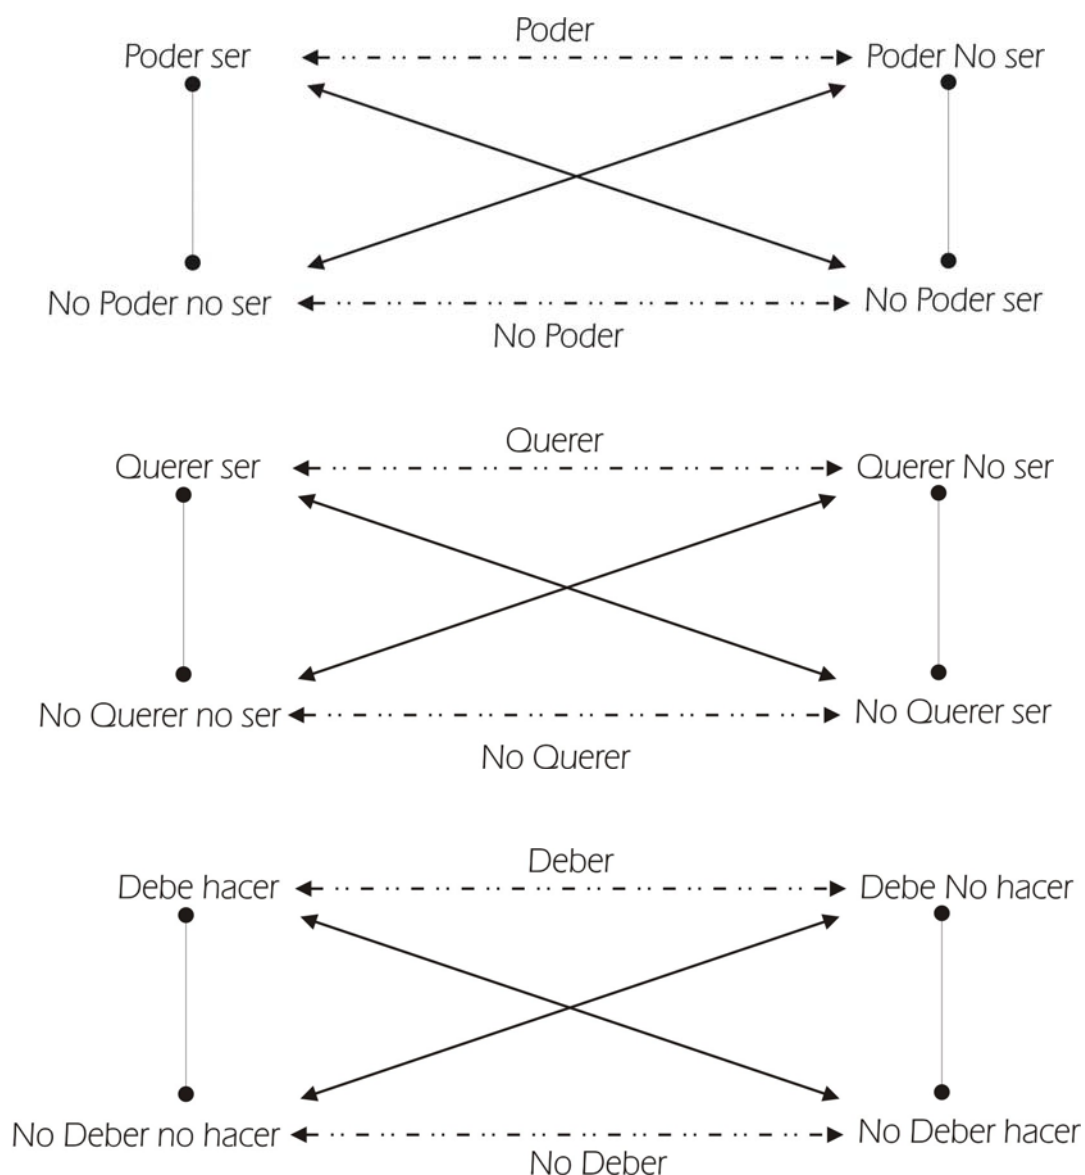 Poder
Poder ser
Poder No ser
No Poder no ser
No Poder ser
No Poder
Querer
Querer ser
Querer No ser
No Querer no ser
No Querer ser
No Querer
Deber
Debe hacer
Debe No hacer
No Deber no hacer
No Deber hacer
No Deber